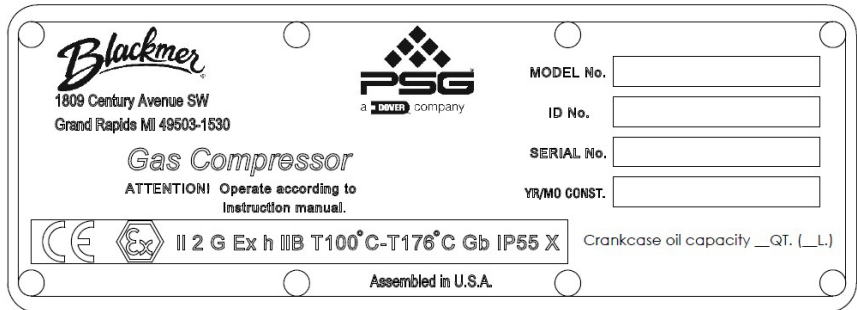 Blackmer
1809 Century Avenue SW
Grand Rapids MI 49503-1530
PSG
a DOVER company
Gas Compressor
ATTENTION! Operate according to
Instruction manual.
MODEL No.
ID No.
SERIAL No.
YR/MO CONST.
CE Ex II 2 G Ex h IIB T100°C-T176°C Gb IP55 X
Crankcase oil capacity __QT. (__L.)
Assembled in U.S.A.